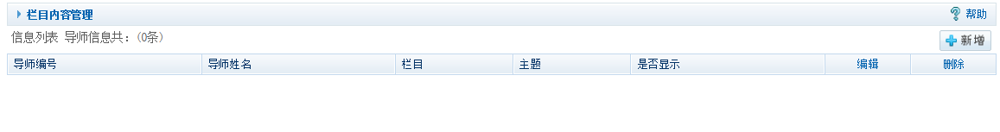 栏目内容管理 帮助
信息列表 导师信息共：(0条) 新增
导师编号 导师姓名 栏目 主题 是否显示 编辑 删除